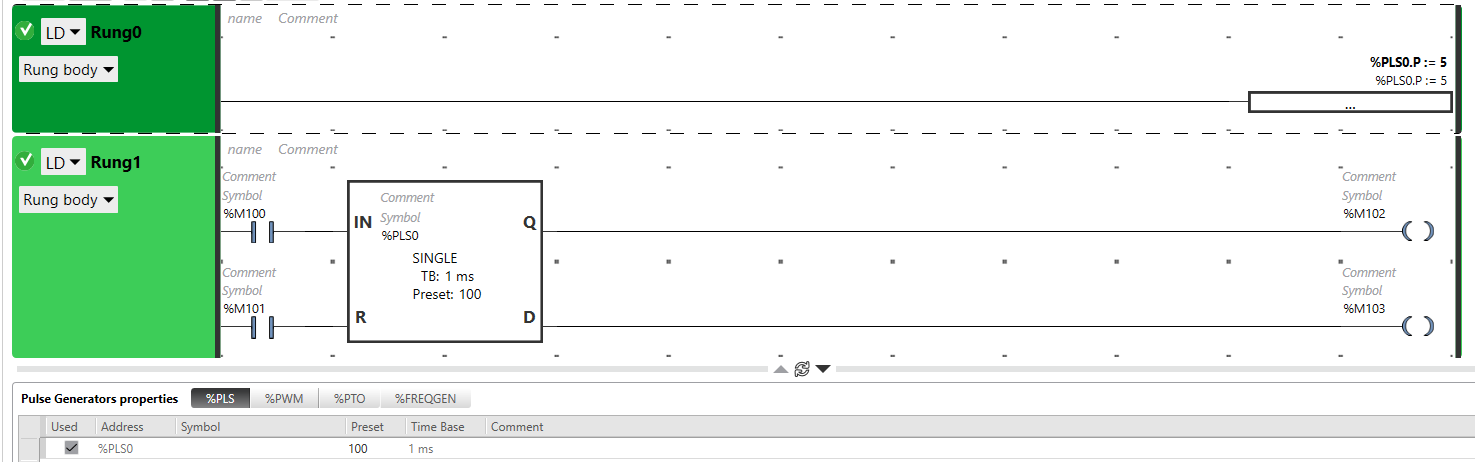 name Comment
LD Rung0
Rung body
%PLS0.P := 5
%PLS0.P := 5
...
name Comment
LD Rung1
Rung body
Comment
Symbol
%M100
IN
Comment
Symbol
%PLS0
Q
Comment
Symbol
%M102
SINGLE
TB: 1 ms
Preset: 100
Comment
Symbol
%M101
R
D
Comment
Symbol
%M103
Pulse Generators properties %PLS %PWM %PTO %FREQGEN
Used Address Symbol Preset Time Base Comment
%PLS0 100 1 ms